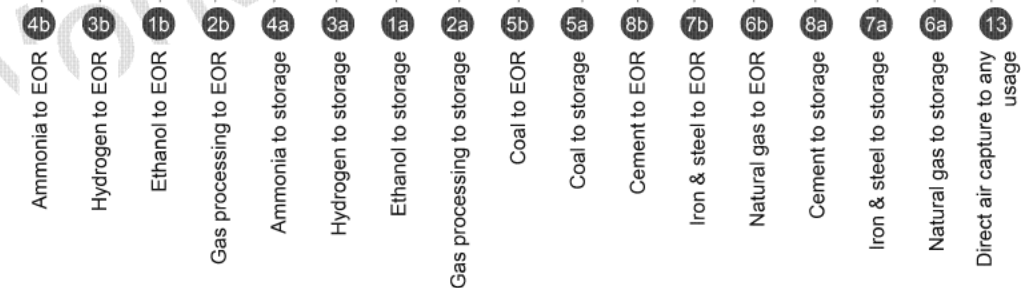 4b
3b
1b
2b
4a
3a
1a
2a
5b
5a
8b
7b
6b
8a
7a
6a
13
Ammonia to EOR
Hydrogen to EOR
Ethanol to EOR
Gas processing to EOR
Ammonia to storage
Hydrogen to storage
Ethanol to storage
Gas processing to storage
Coal to EOR
Coal to storage
Cement to EOR
Iron & steel to EOR
Natural gas to EOR
Cement to storage
Iron & steel to storage
Natural gas to storage
Direct air capture to any
usage